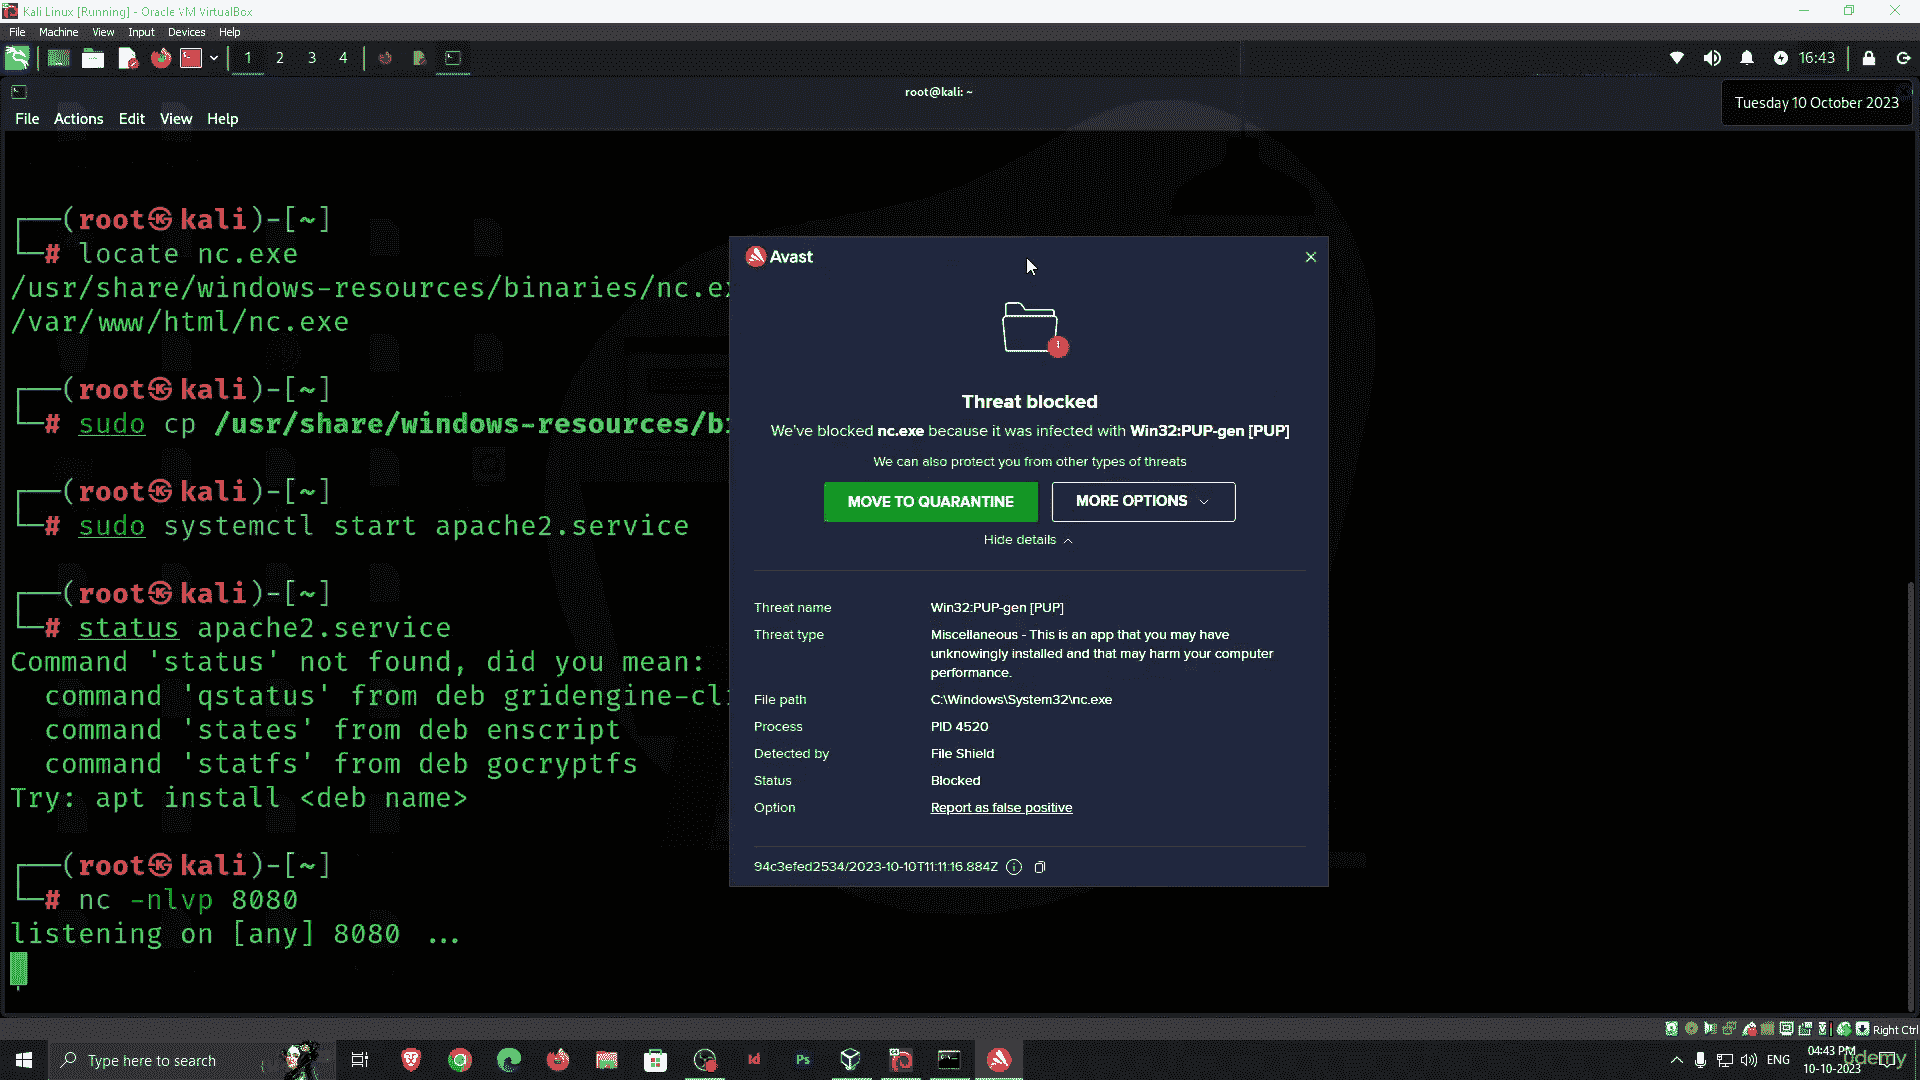 Kali Linux [Running] - Oracle VM VirtualBox
File Machine View Input Devices Help
1 2 3 4
16:43
root@kali: ~
Tuesday 10 October 2023
File Actions Edit View Help
┌──(root㉿kali)-[~]
└─# locate nc.exe
/usr/share/windows-resources/binaries/nc.ex
/var/www/html/nc.exe
┌──(root㉿kali)-[~]
└─# sudo cp /usr/share/windows-resources/bi
┌──(root㉿kali)-[~]
└─# sudo systemctl start apache2.service
┌──(root㉿kali)-[~]
└─# status apache2.service
Command 'status' not found, did you mean:
command 'qstatus' from deb gridengine-cli
command 'states' from deb enscript
command 'statfs' from deb gocryptfs
Try: apt install <deb name>
┌──(root㉿kali)-[~]
└─# nc -nlvp 8080
listening on [any] 8080 ...
Avast
Threat blocked
We've blocked nc.exe because it was infected with Win32:PUP-gen [PUP]
We can also protect you from other types of threats
MOVE TO QUARANTINE
MORE OPTIONS
Hide details
Threat name Win32:PUP-gen [PUP]
Threat type Miscellaneous - This is an app that you may have
unknowingly installed and that may harm your computer
performance.
File path C:\Windows\System32\nc.exe
Process PID 4520
Detected by File Shield
Status Blocked
Option Report as false positive
94c3efed2534/2023-10-10T11:11:16.884Z
Right Ctrl
Type here to search
Id
Ps
ENG
04:43 PM
10-10-2023
udemy